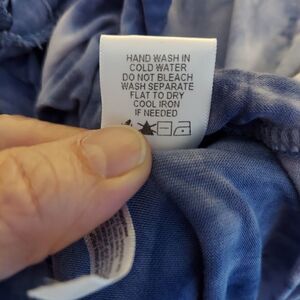 HAND WASH IN
COLD WATER
DO NOT BLEACH
WASH SEPARATE
FLAT TO DRY
COOL IRON
IF NEEDED